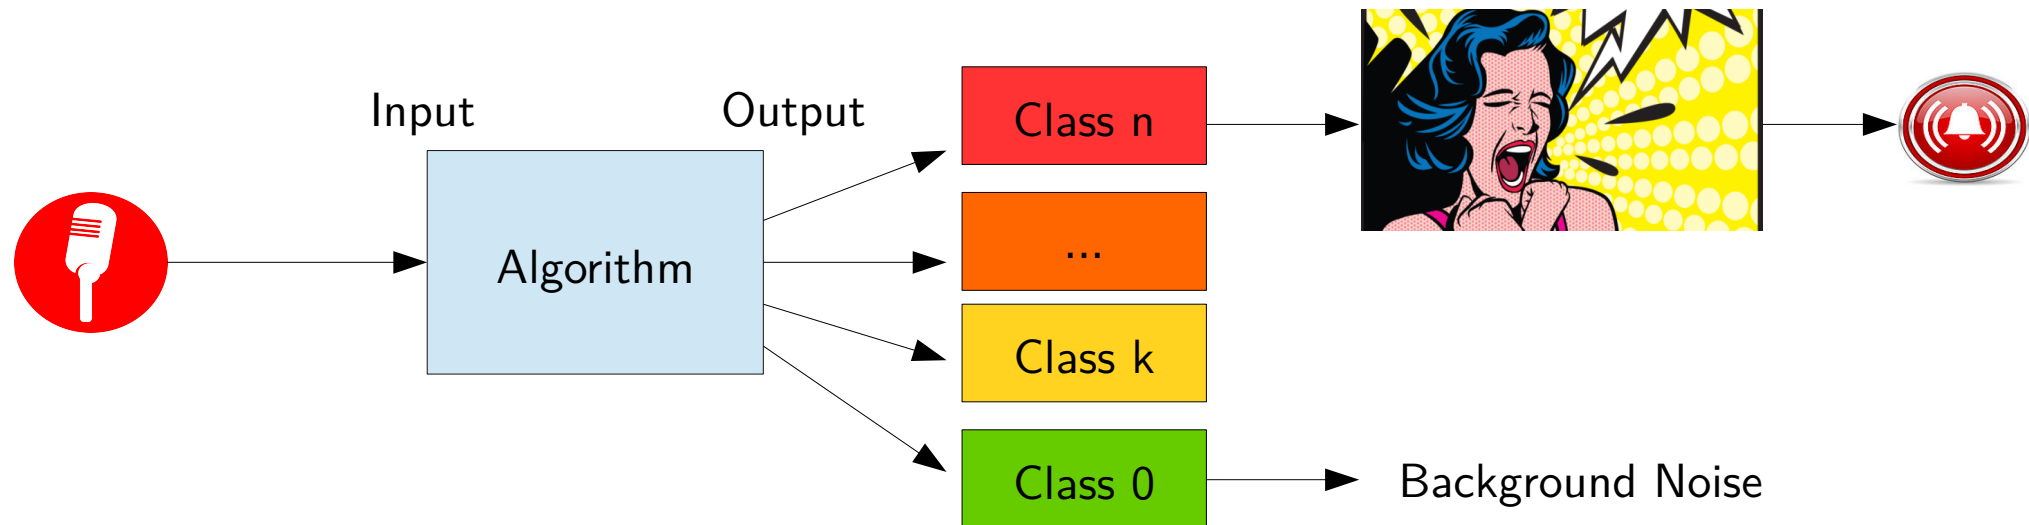 Input
Output
Algorithm
Class n
...
Class k
Class 0
Background Noise